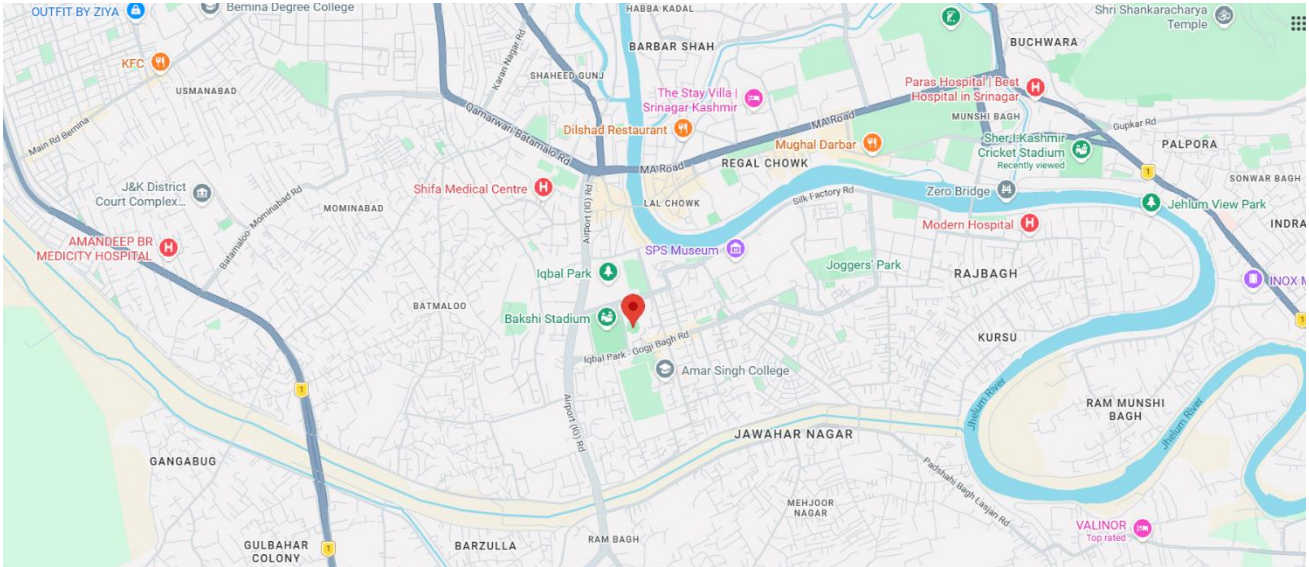 OUTFIT BY ZIYA
Bemina Degree College
HABBA KADAL
Shri Shankaracharya
Temple
BARBAR SHAH
BUCHWARA
KFC
Karan Nagar Rd
SHAHEED GUNJ
USMANABAD
The Stay Villa |
Srinagar Kashmir
Paras Hospital | Best
Hospital in Srinagar
Qamarwari-Batamalo Rd
MA Road
MUNSHI BAGH
Gupkar Rd
Main Rd Bemina
Dilshad Restaurant
Mughal Darbar
Sher-I-Kashmir
Cricket Stadium
Recently viewed
PALPORA
MA Road
REGAL CHOWK
1
SONWAR BAGH
J&K District
Court Complex...
Shifa Medical Centre
Airport (IG) Rd
Silk Factory Rd
Zero Bridge
Batamaloo- Mominabad Rd
MOMINABAD
LAL CHOWK
Jehlum View Park
Modern Hospital
INDRA
AMANDEEP BR
MEDICITY HOSPITAL
SPS Museum
Joggers' Park
RAJBAGH
Iqbal Park
INOX M
BATMALOO
Bakshi Stadium
1
KURSU
Iqbal Park - Gogji Bagh Rd
Amar Singh College
1
Airport (IG) Rd
Jhelum River
RAM MUNSHI
BAGH
Jhelum River
JAWAHAR NAGAR
GANGABUG
Padshahi Bagh Lasjan Rd
MEHJOOR
NAGAR
VALINOR
Top rated
GULBAHAR
COLONY
1
BARZULLA
RAM BAGH